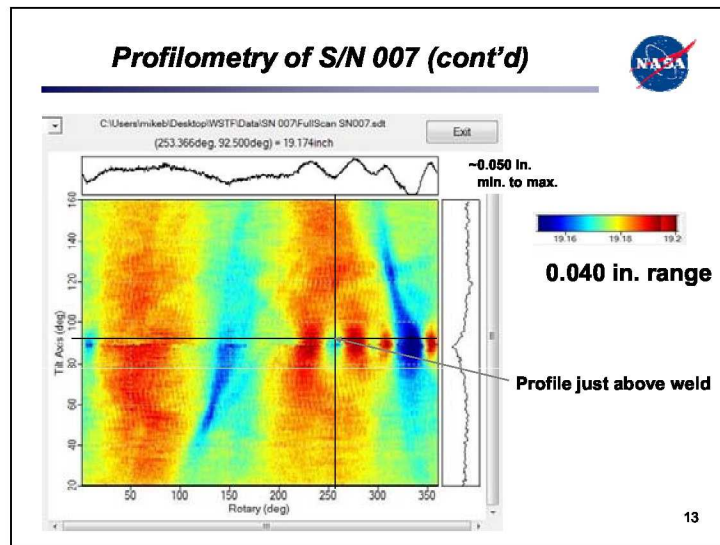 Profilometry of S/N 007 (cont'd)
NASA
C:\Users\mikeb\Desktop\WSTF\Data\SN 007\FullScan SN007.sdt
Exit
(253.366deg, 92.500deg) = 19.174inch
~0.050 in.
min. to max.
19.16 19.18 19.2
0.040 in. range
Tilt Axis (deg)
160
140
120
100
80
60
40
20
Profile just above weld
50 100 150 200 250 300 350
Rotary (deg)
13